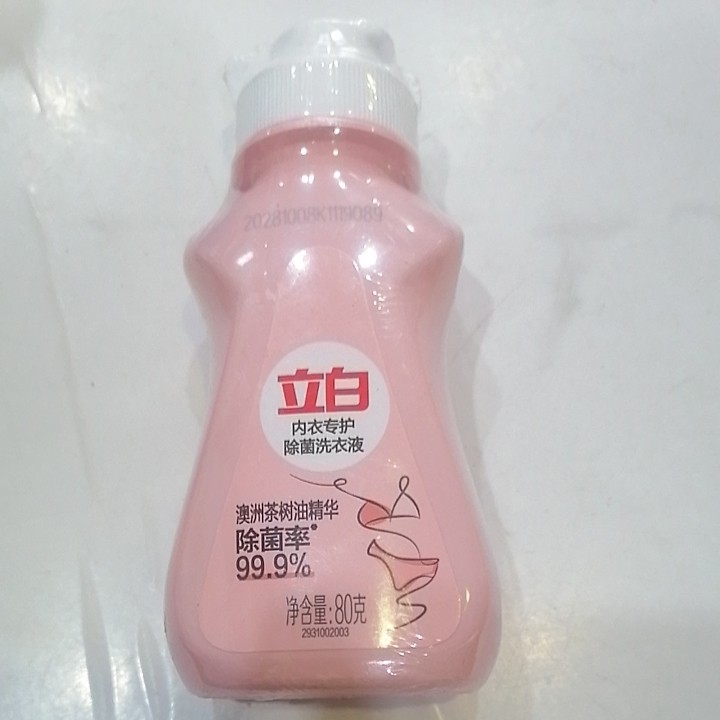 20281008K1119089
立白
内衣专护
除菌洗衣液
澳洲茶树油精华
除菌率*
99.9%
净含量:80克
2931002003